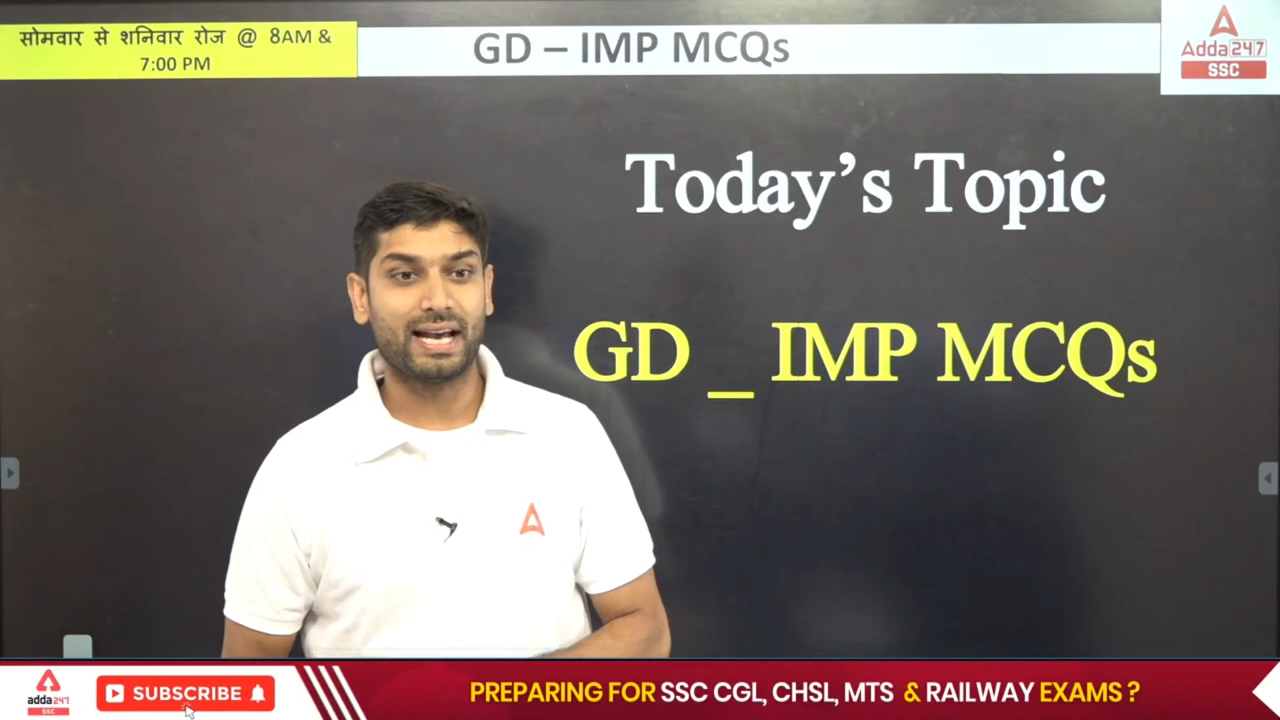 सोमवार से शनिवार रोज @ 8AM &
7:00 PM
GD – IMP MCQs
Adda247
SSC
Today's Topic
GD _ IMP MCQs
adda247
SSC
SUBSCRIBE
PREPARING FOR SSC CGL, CHSL, MTS & RAILWAY EXAMS ?